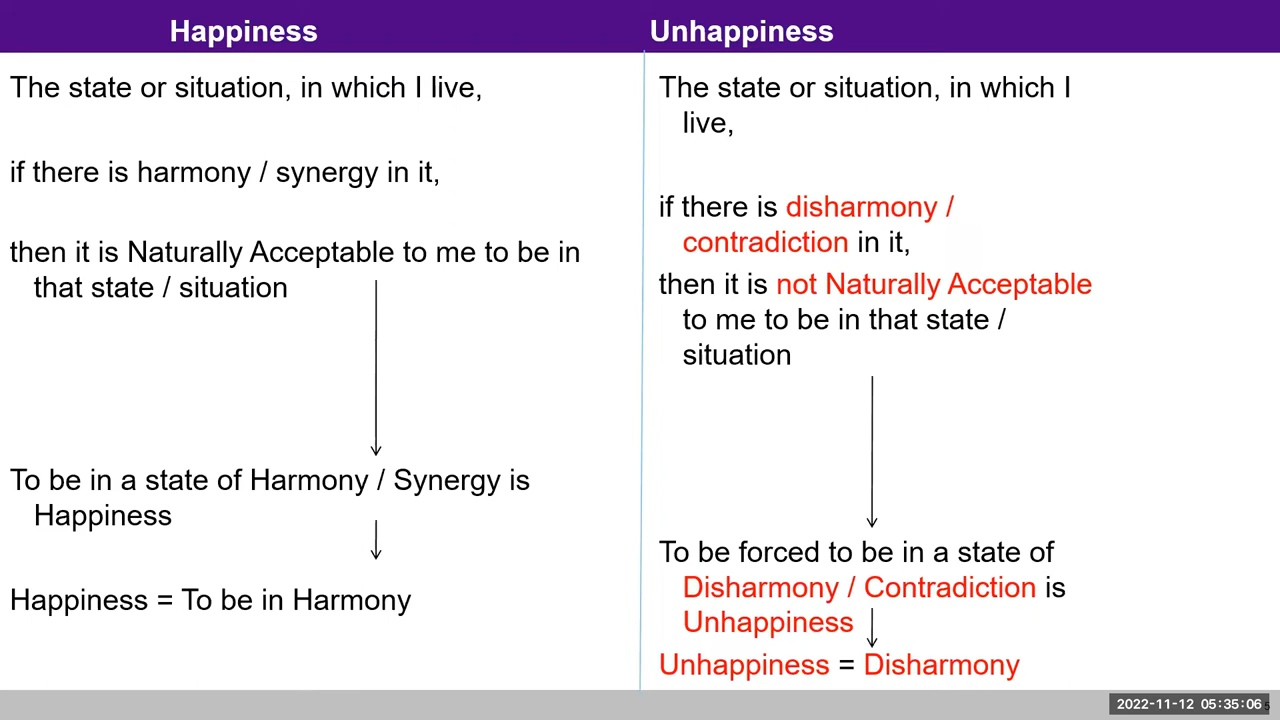 Happiness
The state or situation, in which I live,
if there is harmony / synergy in it,
then it is Naturally Acceptable to me to be in
that state / situation
To be in a state of Harmony / Synergy is
Happiness
Happiness = To be in Harmony
Unhappiness
The state or situation, in which I
live,
if there is disharmony /
contradiction in it,
then it is not Naturally Acceptable
to me to be in that state /
situation
To be forced to be in a state of
Disharmony / Contradiction is
Unhappiness
Unhappiness = Disharmony
2022-11-12 05:35:06
5